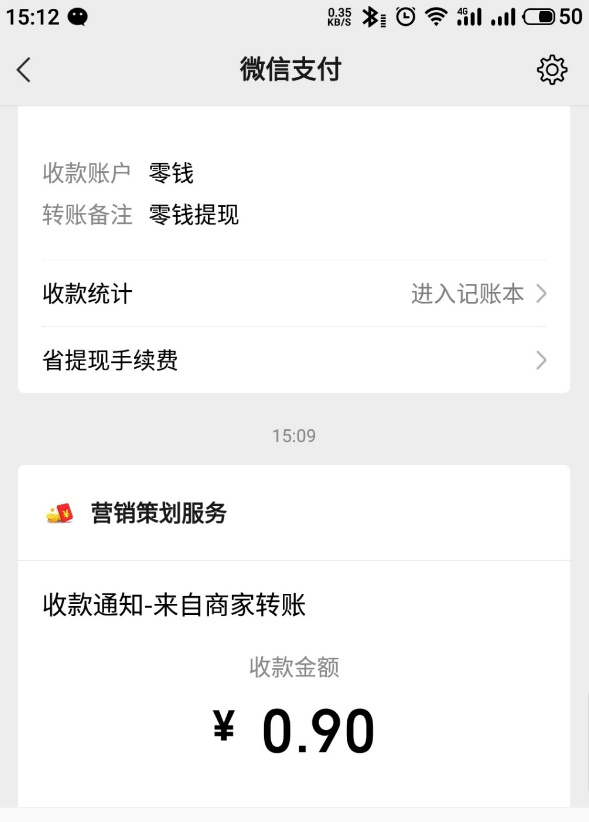 15:12 0.35 KB/S 4G 50
微信支付
收款账户 零钱
转账备注 零钱提现
收款统计 进入记账本
省提现手续费
15:09
¥ 营销策划服务
收款通知-来自商家转账
收款金额
¥ 0.90